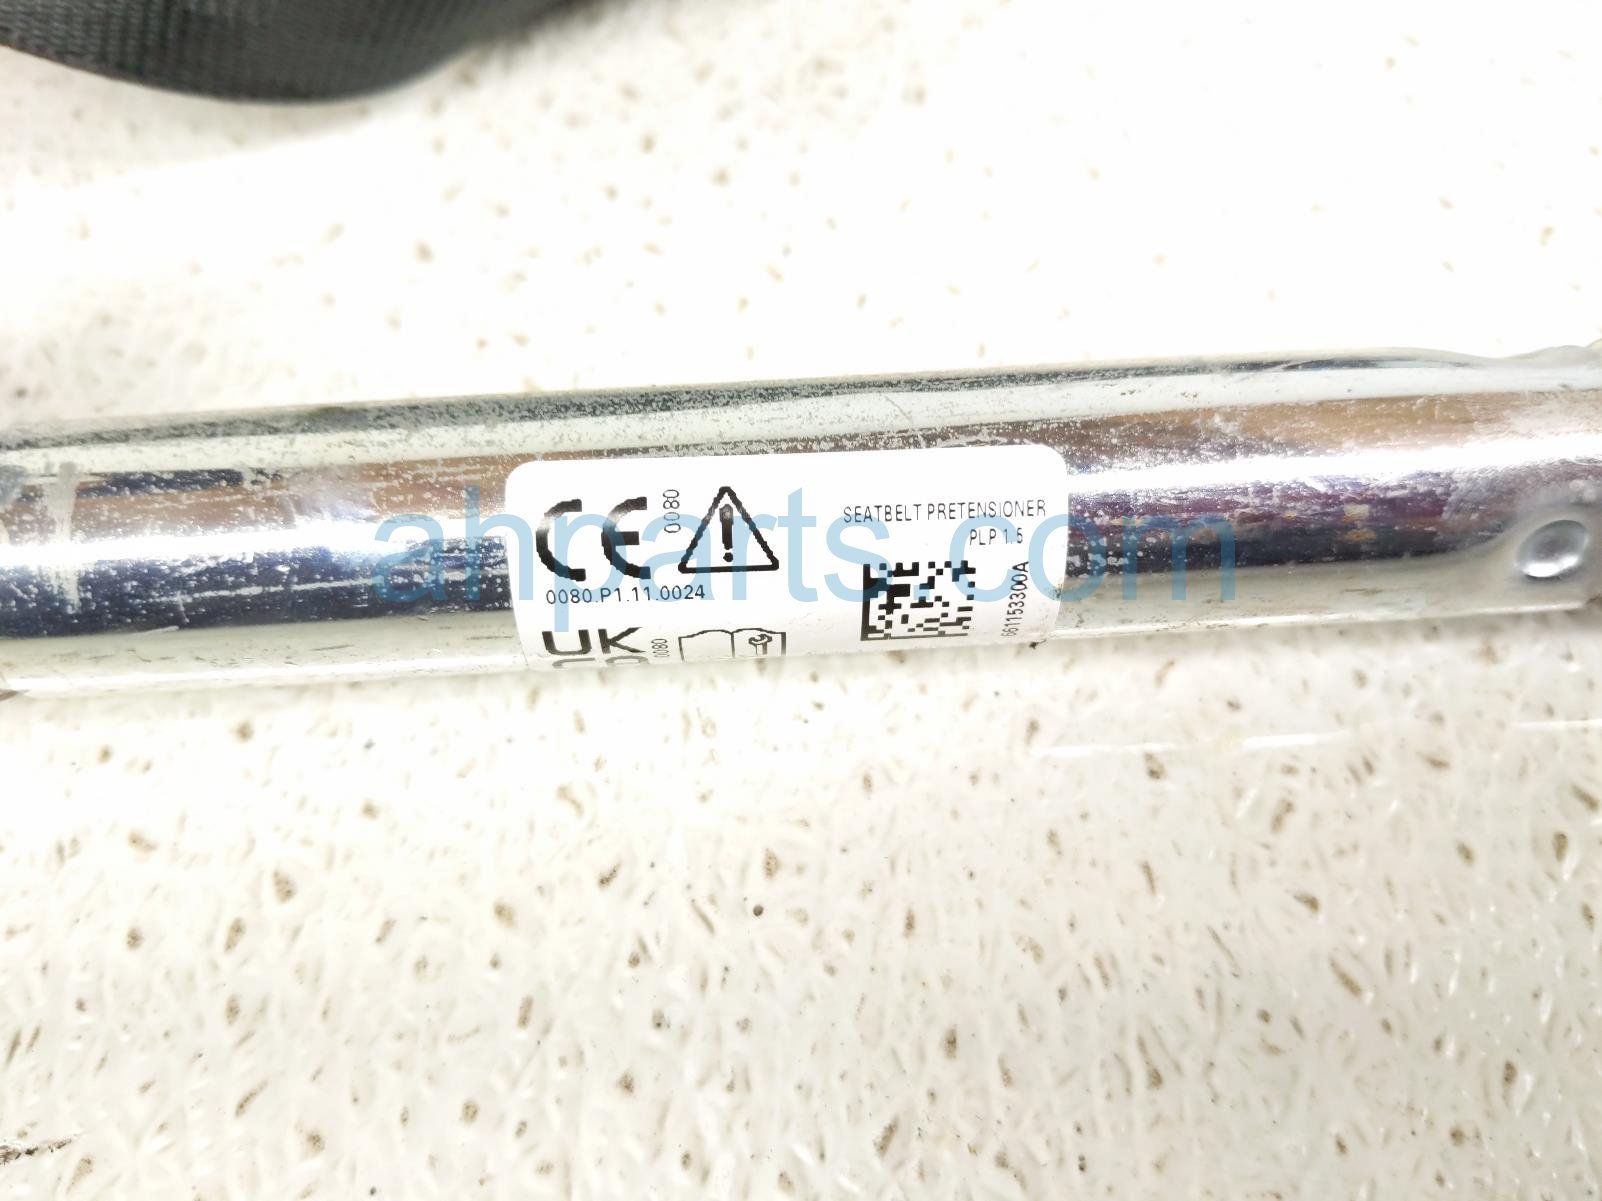 CE 0080
0080.P1.11.0024
UK
0080
SEATBELT PRETENSIONER
PLP 1.5
661153300A
ahparts.com